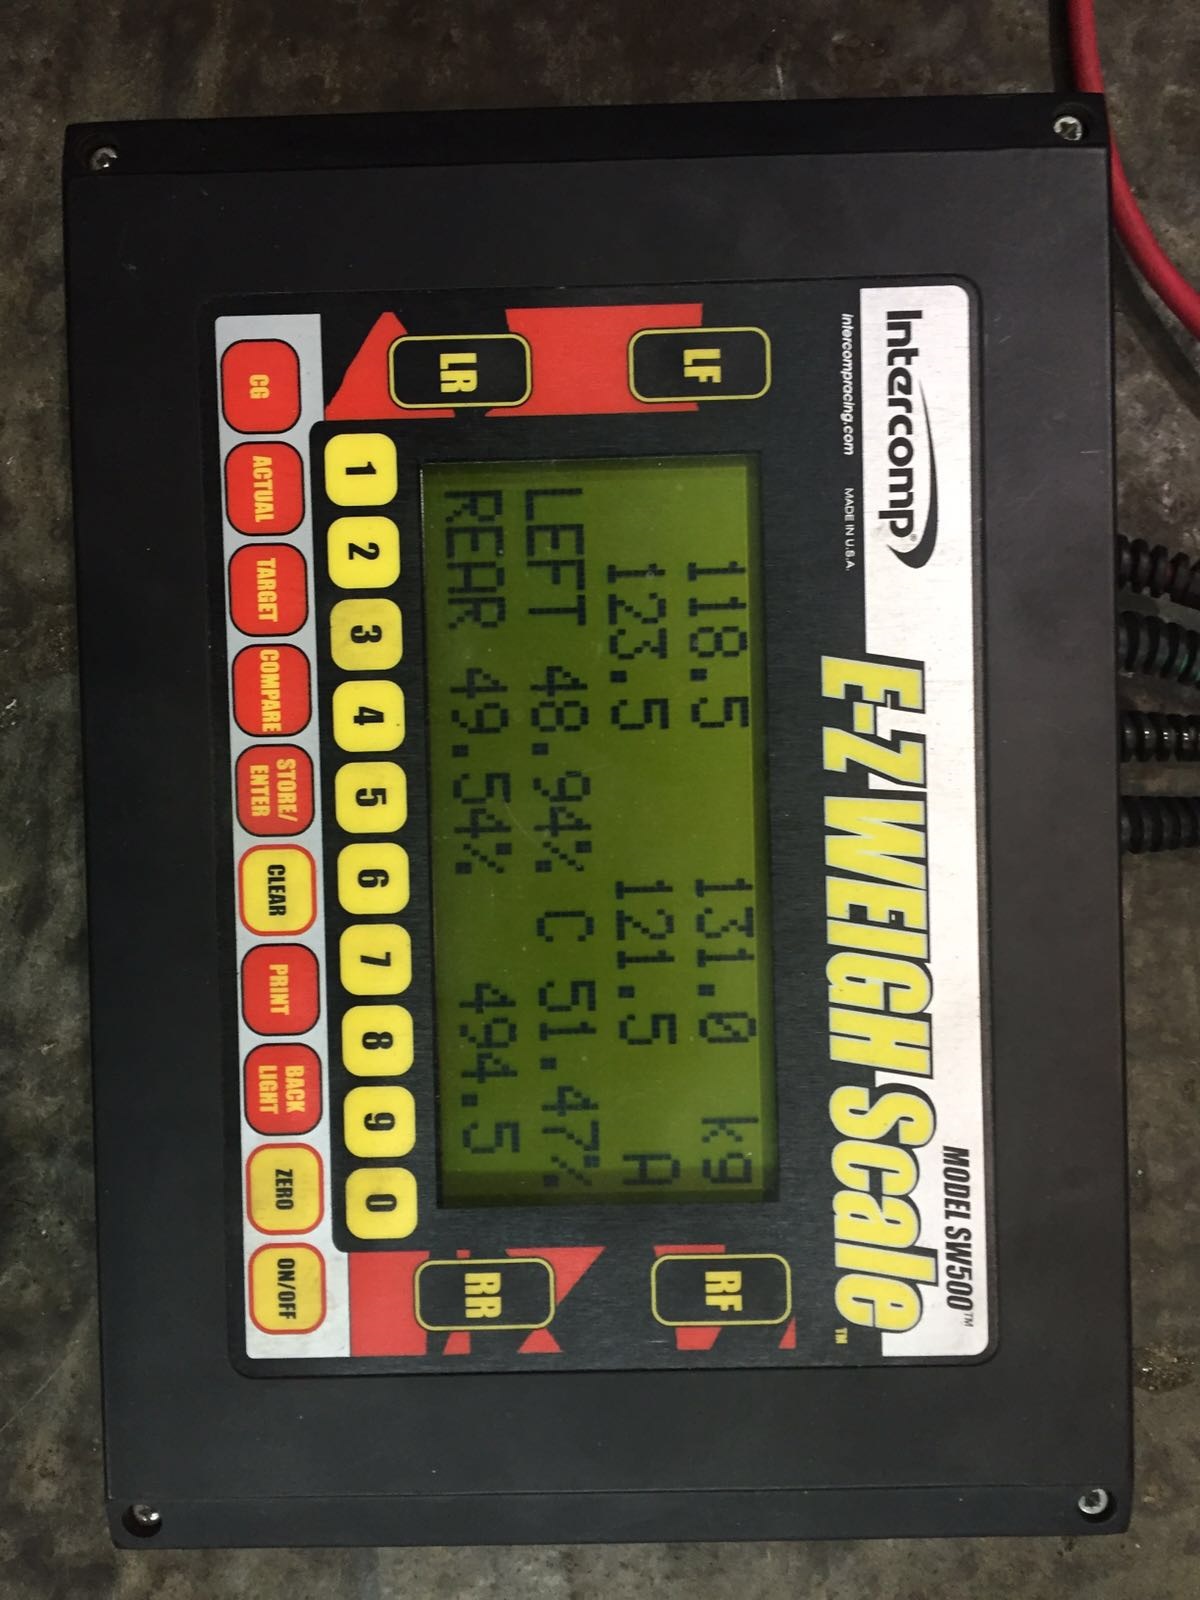 Intercomp®
intercompracing.com MADE IN U.S.A.
MODEL SW500™
E-Z WEIGH Scale™
LF
RF
LR
RR
118.5 131.0 kg
123.5 121.5 A
LEFT 48.94% C 51.47%
REAR 49.54% 494.5
1 2 3 4 5 6 7 8 9 0
CG
ACTUAL
TARGET
COMPARE
STORE/
ENTER
CLEAR
PRINT
BACK
LIGHT
ZERO
ON/OFF